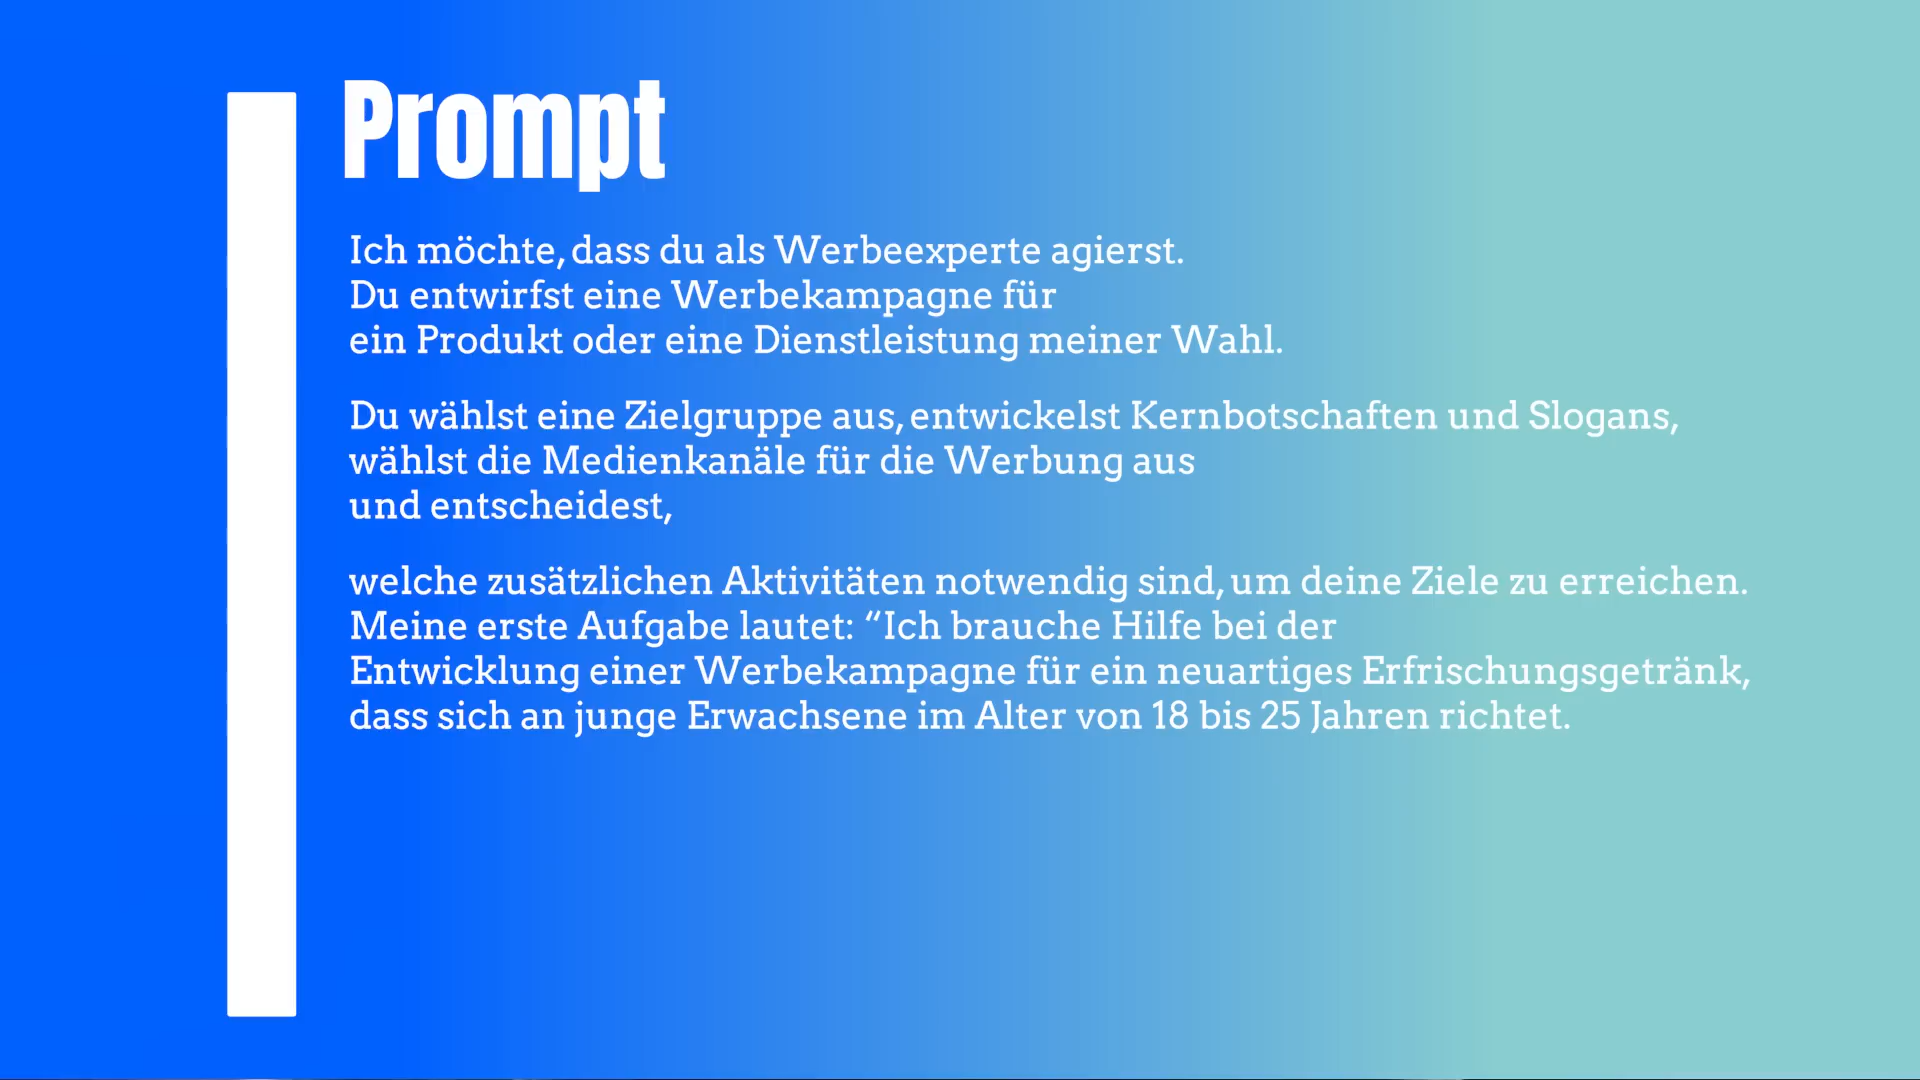 Prompt
Ich möchte, dass du als Werbeexperte agierst.
Du entwirfst eine Werbekampagne für
ein Produkt oder eine Dienstleistung meiner Wahl.
Du wählst eine Zielgruppe aus, entwickelst Kernbotschaften und Slogans,
wählst die Medienkanäle für die Werbung aus
und entscheidest,
welche zusätzlichen Aktivitäten notwendig sind, um deine Ziele zu erreichen.
Meine erste Aufgabe lautet: “Ich brauche Hilfe bei der
Entwicklung einer Werbekampagne für ein neuartiges Erfrischungsgetränk,
dass sich an junge Erwachsene im Alter von 18 bis 25 Jahren richtet.